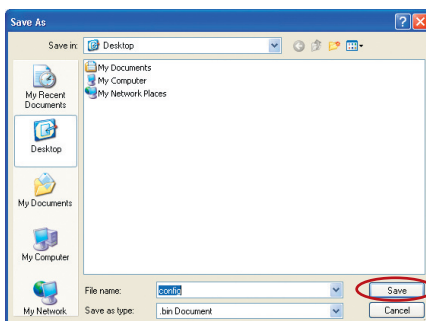 Save As
Save in:
Desktop
My Recent Documents
Desktop
My Documents
My Computer
My Network
My Documents
My Computer
My Network Places
File name:
config
Save
Save as type:
.bin Document
Cancel